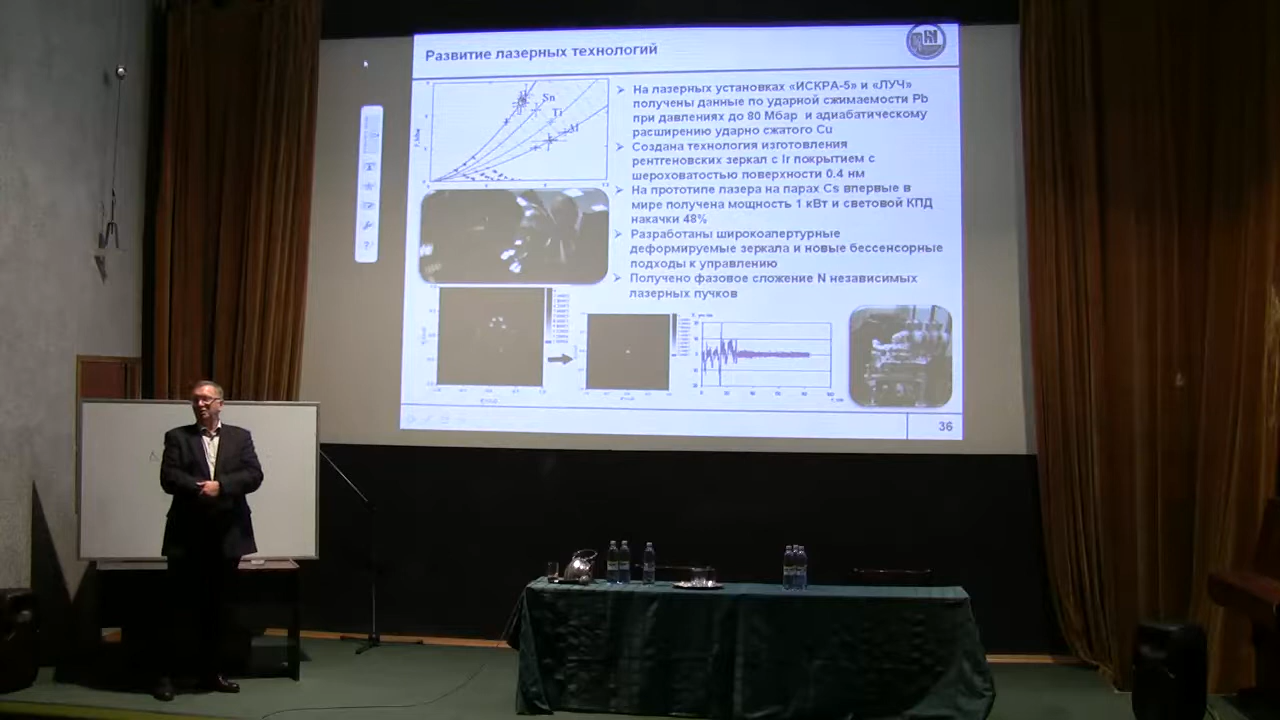 Развитие лазерных технологий
На лазерных установках «ИСКРА-5» и «ЛУЧ»
получены данные по ударной сжимаемости Pb
при давлениях до 80 Мбар и адиабатическому
расширению ударно сжатого Cu
Создана технология изготовления
рентгеновских зеркал с Ir покрытием с
шероховатостью поверхности 0.4 нм
На прототипе лазера на парах Cs впервые в
мире получена мощность 1 кВт и световой КПД
накачки 48%
Разработаны широкоапертурные
деформируемые зеркала и новые бессенсорные
подходы к управлению
Получено фазовое сложение N независимых
лазерных пучков
Sn
Ti
36